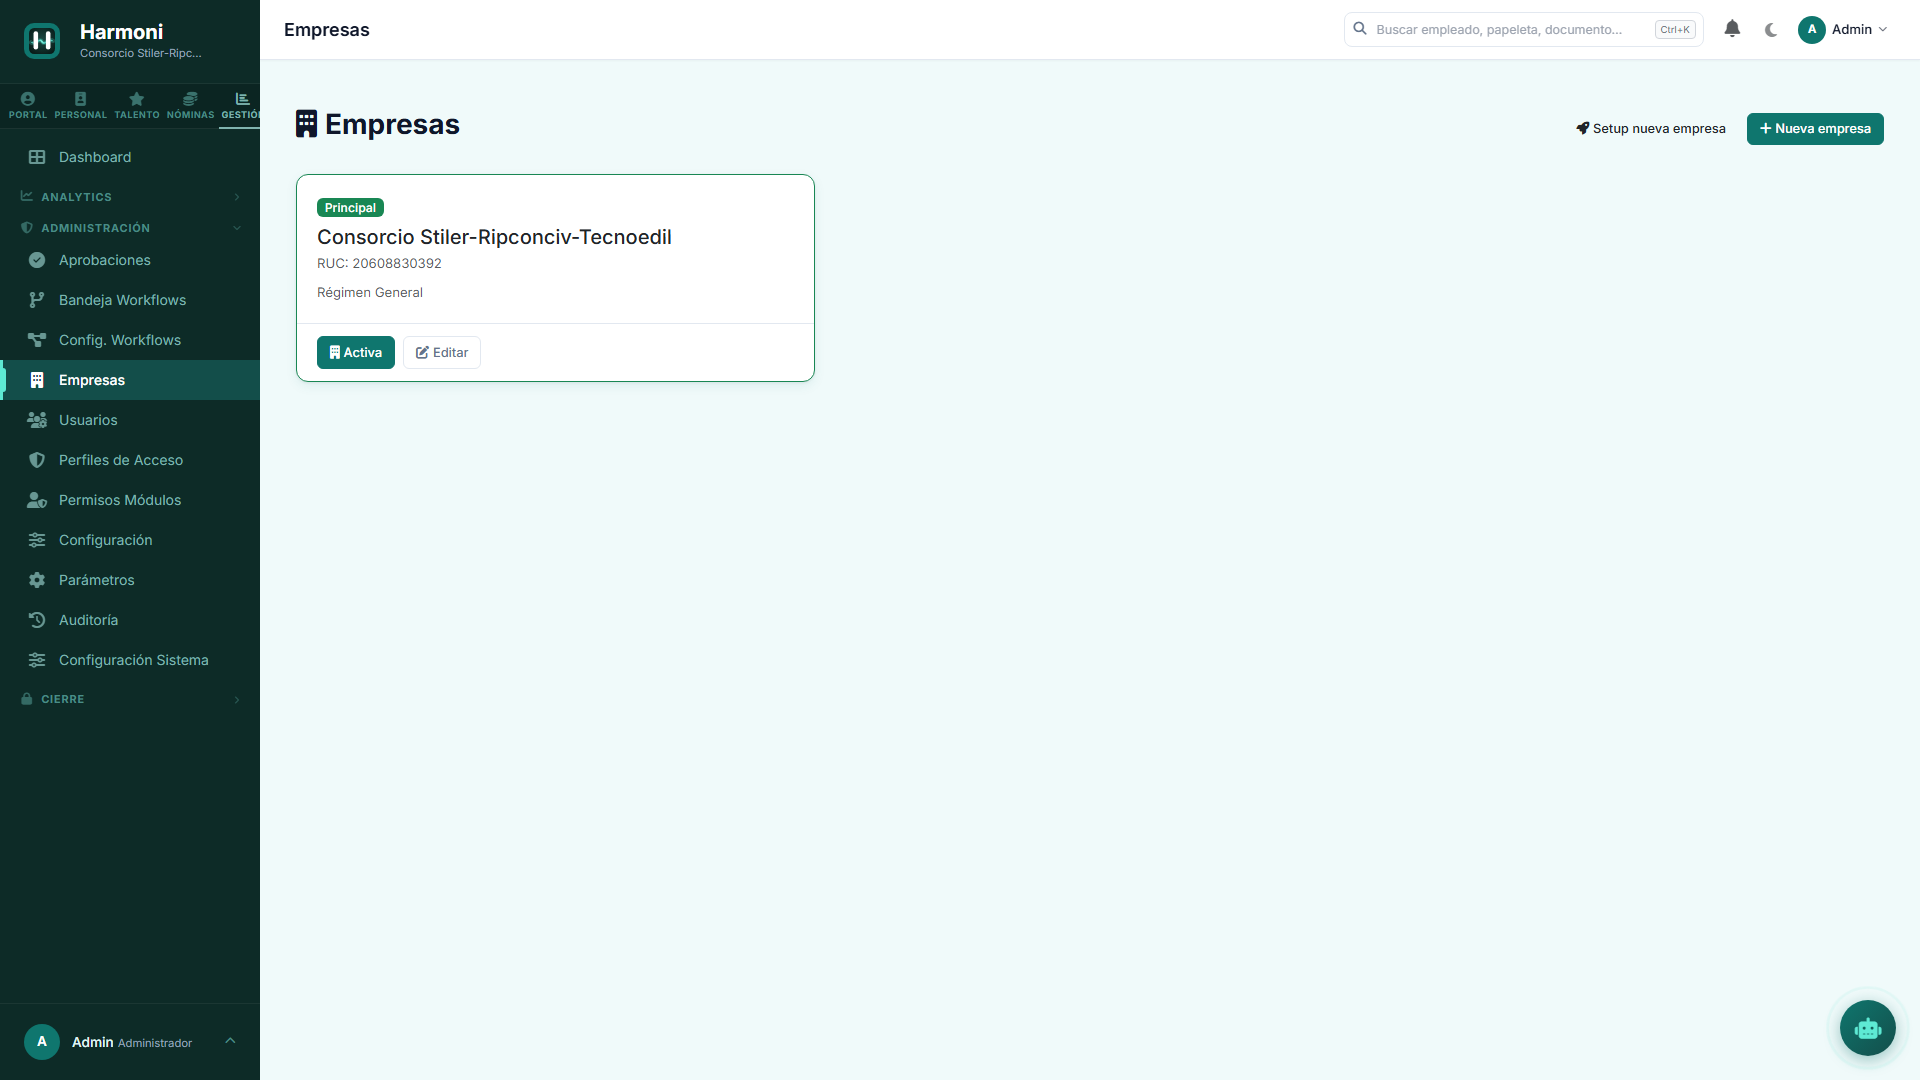 Harmoni
Consorcio Stiler-Ripc...
PORTAL
PERSONAL
TALENTO
NÓMINAS
GESTIÓN
Dashboard
ANALYTICS
ADMINISTRACIÓN
Aprobaciones
Bandeja Workflows
Config. Workflows
Empresas
Usuarios
Perfiles de Acceso
Permisos Módulos
Configuración
Parámetros
Auditoría
Configuración Sistema
CIERRE
A
Admin Administrador
Empresas
Buscar empleado, papeleta, documento...
Ctrl+K
A
Admin
Empresas
Setup nueva empresa
Nueva empresa
Principal
Consorcio Stiler-Ripconciv-Tecnoedil
RUC: 20608830392
Régimen General
Activa
Editar